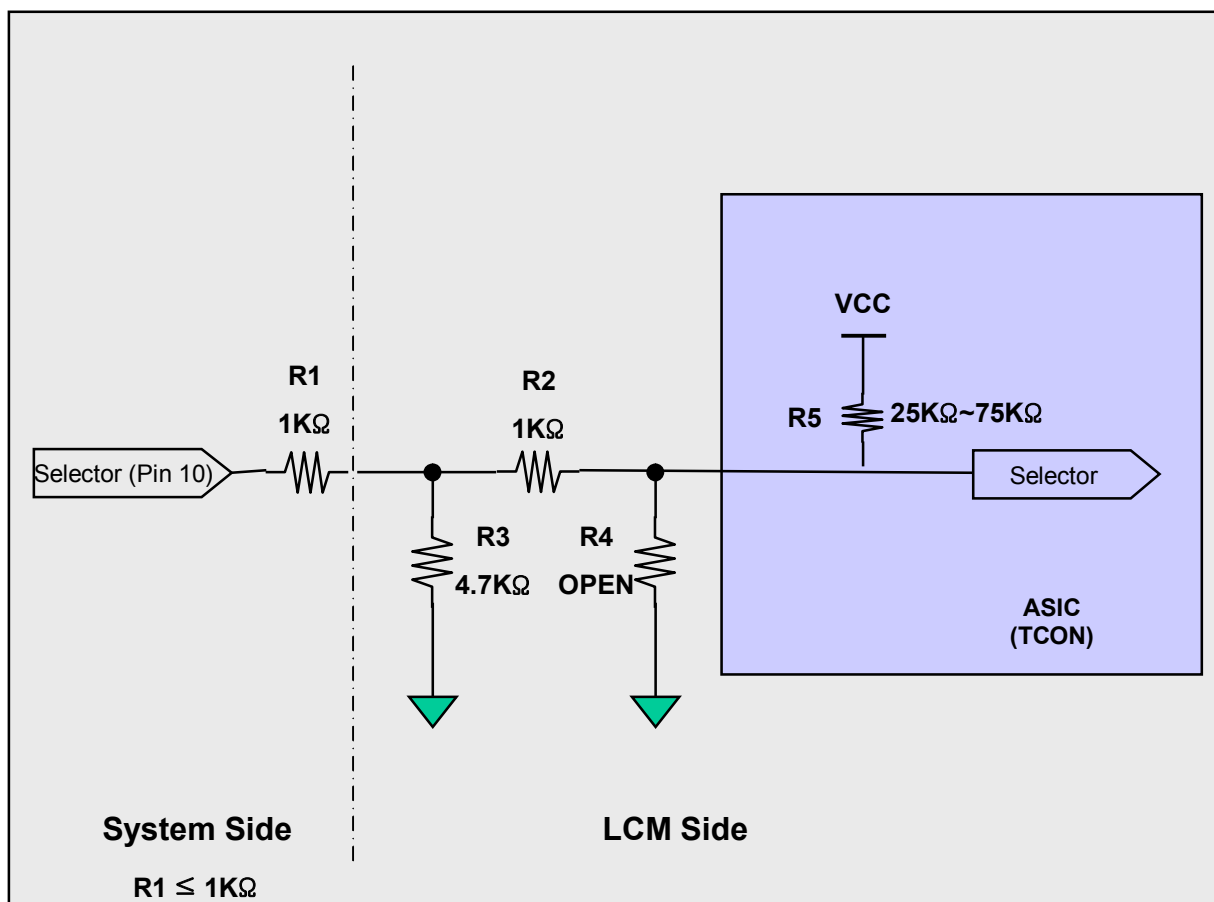 VCC
R1
R2
1KΩ
1KΩ
R5
25KΩ~75KΩ
Selector (Pin 10)
Selector
R3
R4
4.7KΩ
OPEN
ASIC
(TCON)
System Side
LCM Side
R1 ≤ 1KΩ